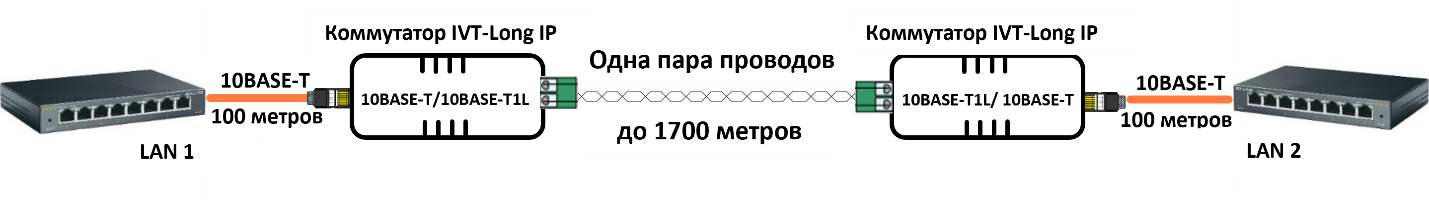 Коммутатор IVT-Long IP
Коммутатор IVT-Long IP
Одна пара проводов
10BASE-T
10BASE-T/10BASE-T1L
10BASE-T1L/ 10BASE-T
10BASE-T
100 метров
до 1700 метров
100 метров
LAN 1
LAN 2